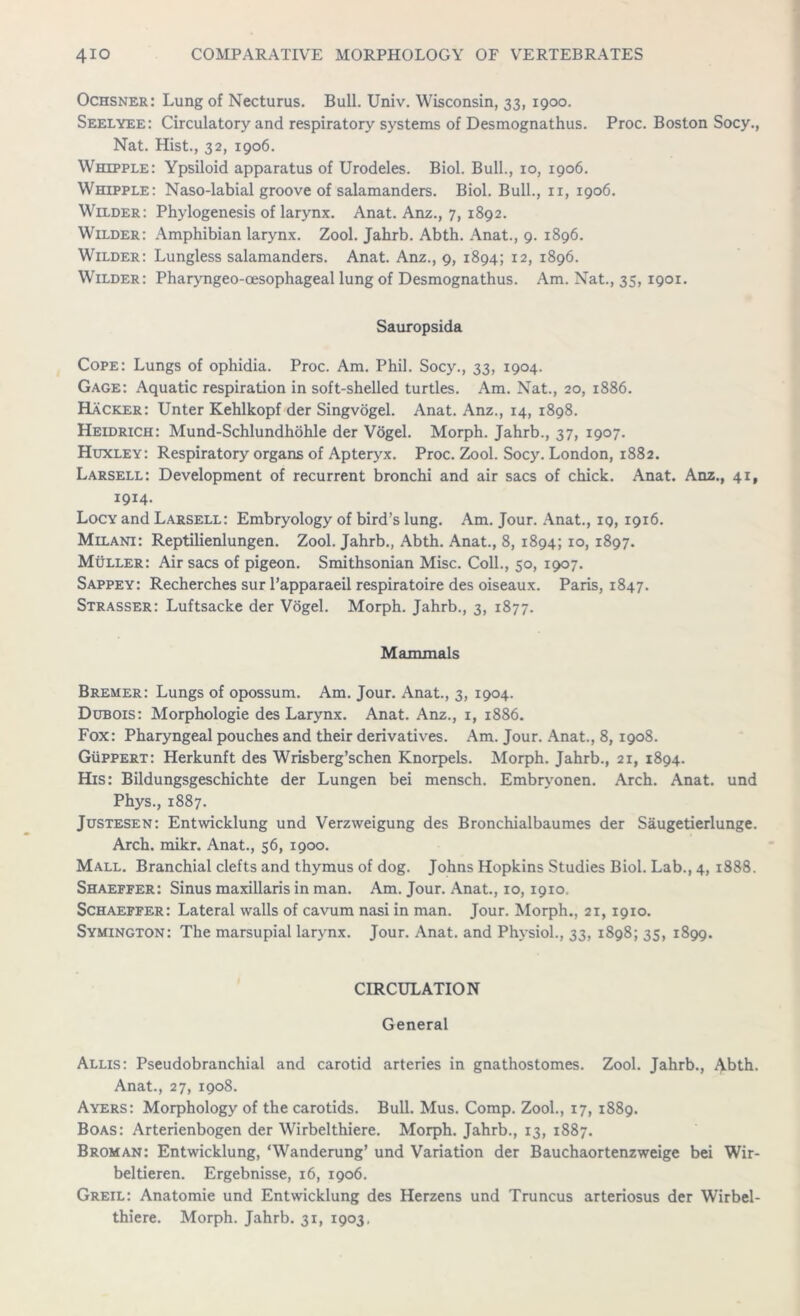 410 COMPARATIVE MORPHOLOGY OF VERTEBRATES
Ochsner: Lung of Necturus. Bull. Univ. Wisconsin, 33, 1900.
Seelyee: Circulatory and respiratory systems of Desmognathus. Proc. Boston Socy.,
Nat. Hist., 32, 1906.
Whipple: Ypsiloid apparatus of Urodeles. Biol. Bull., 10, 1906.
Whipple: Naso-labial groove of salamanders. Biol. Bull., 11, 1906.
Wilder: Phylogenesis of larynx. Anat. Anz., 7, 1892.
Wilder: Amphibian larynx. Zool. Jahrb. Abth. Anat., 9. 1896.
Wilder: Lungless salamanders. Anat. Anz., 9, 1894; 12, 1896.
Wilder: Pharyngeo-œsophageal lung of Desmognathus. Am. Nat., 35, 1901.
Sauropsida
Cope: Lungs of ophidia. Proc. Am. Phil. Socy., 33, 1904.
Gage: Aquatic respiration in soft-shelled turtles. Am. Nat., 20, 1886.
Häcker: Unter Kehlkopf der Singvögel. Anat. Anz., 14, 1898.
Heidrich: Mund-Schlundhöhle der Vögel. Morph. Jahrb., 37, 1907.
Huxley: Respiratory organs of Apteryx. Proc. Zool. Socy. London, 1882.
Larsell: Development of recurrent bronchi and air sacs of chick. Anat. Anz., 41,
1914.
Locy and Larsell: Embryology of bird's lung. Am. Jour. Anat., 19, 1916.
Milani: Reptilienlungen. Zool. Jahrb., Abth. Anat., 8, 1894; 10, 1897.
Müller: Air sacs of pigeon. Smithsonian Misc. Coll., 50, 1907.
Sappey: Recherches sur l'apparaeil respiratoire des oiseaux. Paris, 1847.
Strasser: Luftsacke der Vögel. Morph. Jahrb., 3, 1877.
Mammals
Bremer: Lungs of opossum. Am. Jour. Anat., 3, 1904.
Dubois: Morphologie des Larynx. Anat. Anz., 1, 1886.
Fox: Pharyngeal pouches and their derivatives. Am. Jour. Anat., 8, 1908.
Güppert: Herkunft des Wrisberg'schen Knorpels. Morph. Jahrb., 21, 1894.
His: Bildungsgeschichte der Lungen bei mensch. Embryonen. Arch. Anat. und
Phys., 1887.
Justesen: Entwicklung und Verzweigung des Bronchialbaumes der Säugetierlunge.
Arch. mikr. Anat., 56, 1900.
Mall. Branchial clefts and thymus of dog. Johns Hopkins Studies Biol. Lab., 4, 1888.
Shaeffer: Sinus maxillaris in man. Am. Jour. Anat., 10, 1910.
Schaeffer: Lateral walls of cavum nasi in man. Jour. Morph., 21, 1910.
Symington: The marsupial larynx. Jour. Anat. and Physiol., 33, 1898; 35, 1899.
CIRCULATION
General
Allis: Pseudobranchial and carotid arteries in gnathostomes. Zool. Jahrb., Abth.
Anat., 27, 1908.
Ayers: Morphology of the carotids. Bull. Mus. Comp. Zool., 17, 1889.
Boas: Arterienbogen der Wirbelthiere. Morph. Jahrb., 13, 1887.
Broman: Entwicklung, 'Wanderung' und Variation der Bauchaortenzweige bei Wir-
beltieren. Ergebnisse, 16, 1906.
Greil: Anatomie und Entwicklung des Herzens und Truncus arteriosus der Wirbel-
thiere. Morph. Jahrb. 31, 1903.